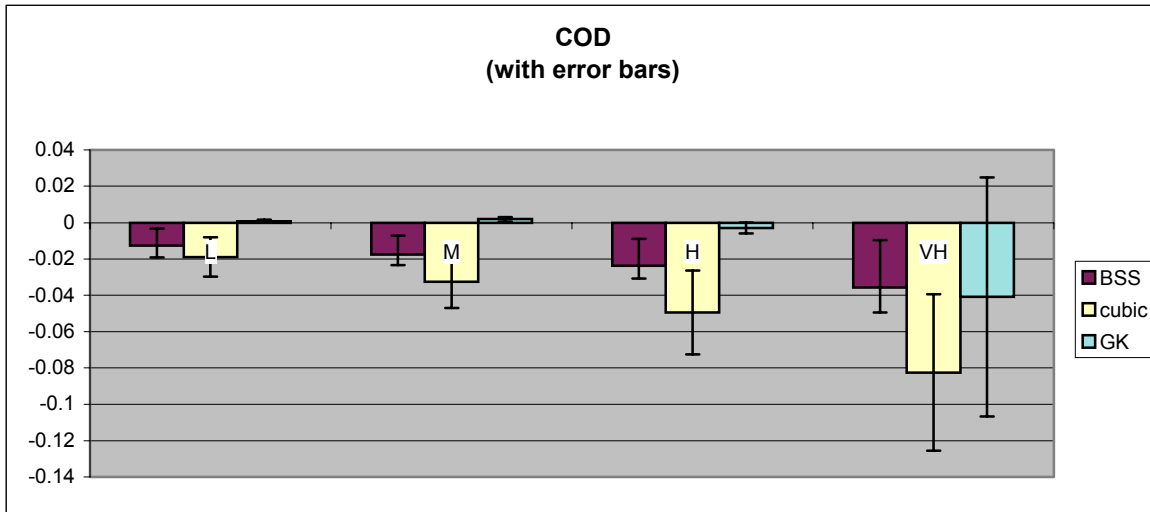 COD
(with error bars)
0.04
0.02
0
-0.02
-0.04
-0.06
-0.08
-0.1
-0.12
-0.14
L
M
H
VH
BSS
cubic
GK